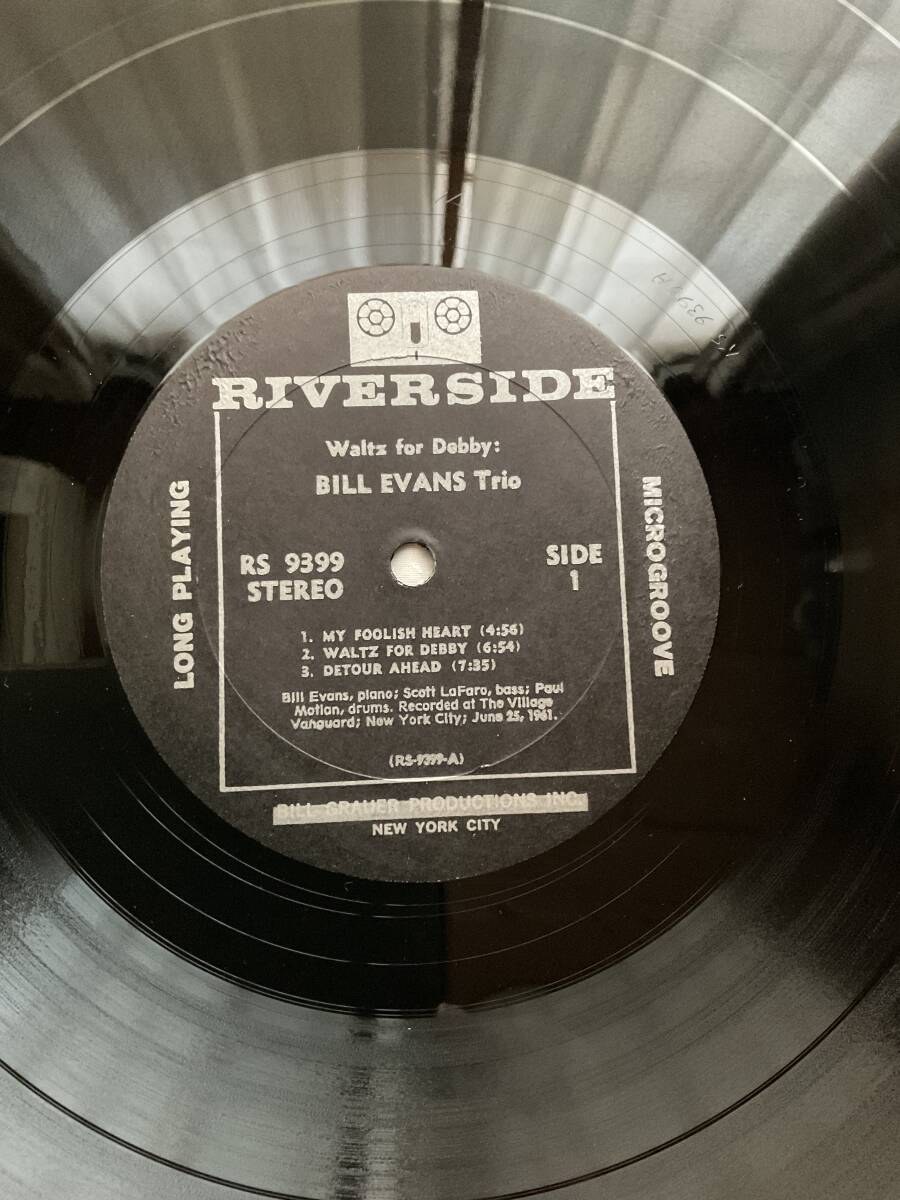 RIVERSIDE
Waltz for Debby:
BILL EVANS Trio
LONG PLAYING
MICROGROOVE
RS 9399
STEREO
SIDE
1
1. MY FOOLISH HEART (4:56)
2. WALTZ FOR DEBBY (6:54)
3. DETOUR AHEAD (7:35)
Bill Evans, piano; Scott LaFaro, bass; Paul
Motian, drums. Recorded at The Village
Vanguard; New York City; June 25, 1961.
(RS-9399-A)
BILL GRAUER PRODUCTIONS INC.
NEW YORK CITY